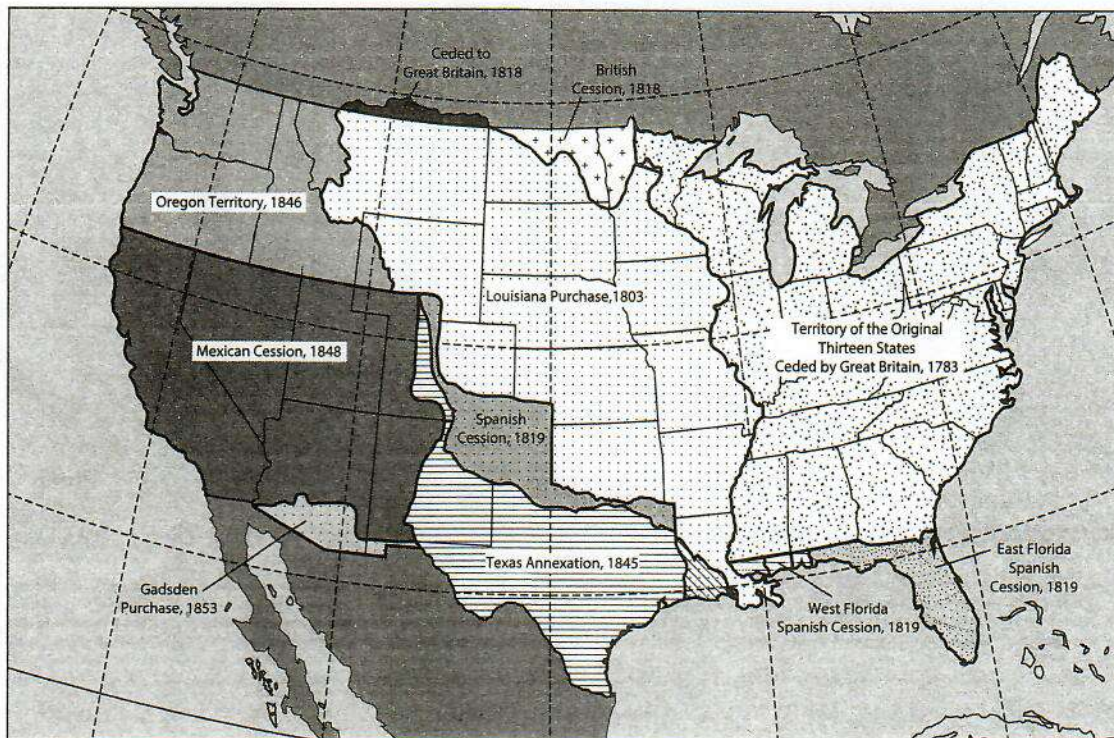 Ceded to
Great Britain, 1818
British
Cession, 1818
Oregon Territory, 1846
Louisiana Purchase,1803
Mexican Cession, 1848
Territory of the Original
Thirteen States
Ceded by Great Britain, 1783
Spanish
Cession, 1819
Texas Annexation, 1845
Gadsden
Purchase, 1853
West Florida
Spanish Cession, 1819
East Florida
Spanish
Cession, 1819